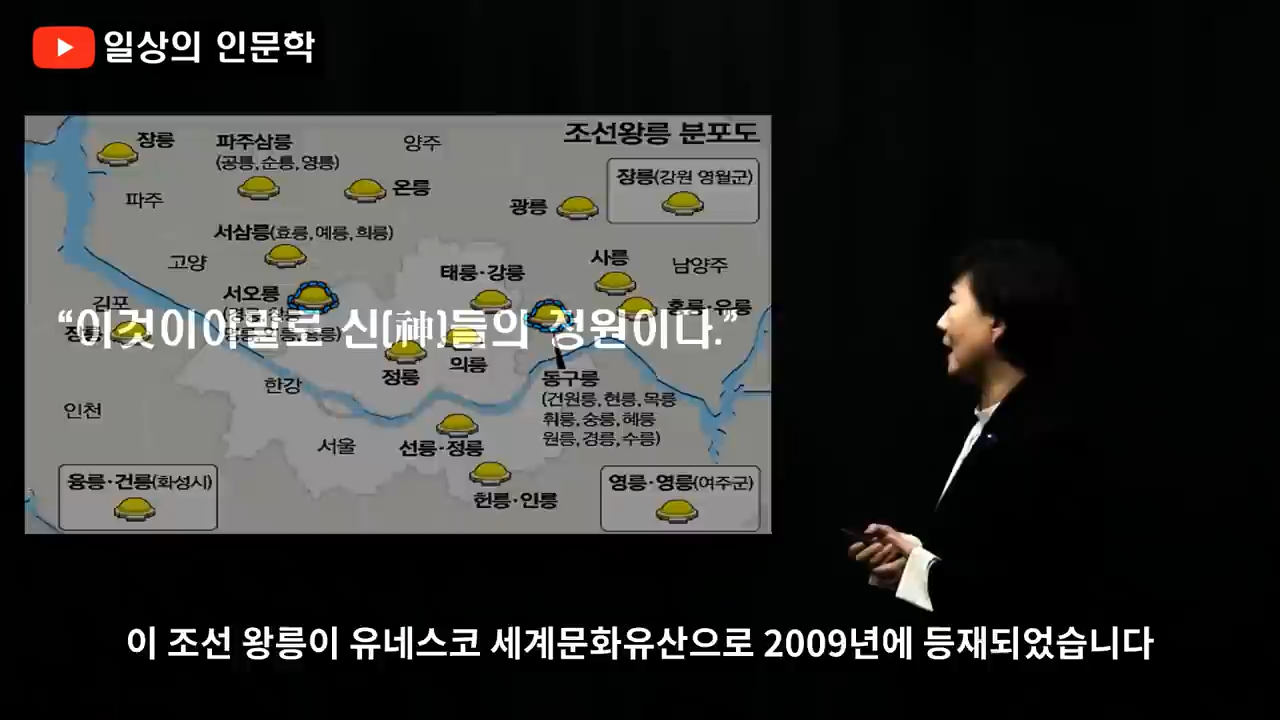 일상의 인문학
조선왕릉 분포도
장릉
파주삼릉
(공릉, 순릉, 영릉)
양주
온릉
파주
광릉
장릉(강원 영월군)
서삼릉(효릉, 예릉, 희릉)
고양
태릉·강릉
사릉
남양주
서오릉
김포
홍릉·유릉
장릉
“이것이야말로 신(神)들의 정원이다.”
정릉
의릉
한강
동구릉
(건원릉, 현릉, 목릉
휘릉, 숭릉, 혜릉
원릉, 경릉, 수릉)
인천
서울
선릉·정릉
융릉·건릉(화성시)
헌릉·인릉
영릉·영릉(여주군)
이 조선 왕릉이 유네스코 세계문화유산으로 2009년에 등재되었습니다